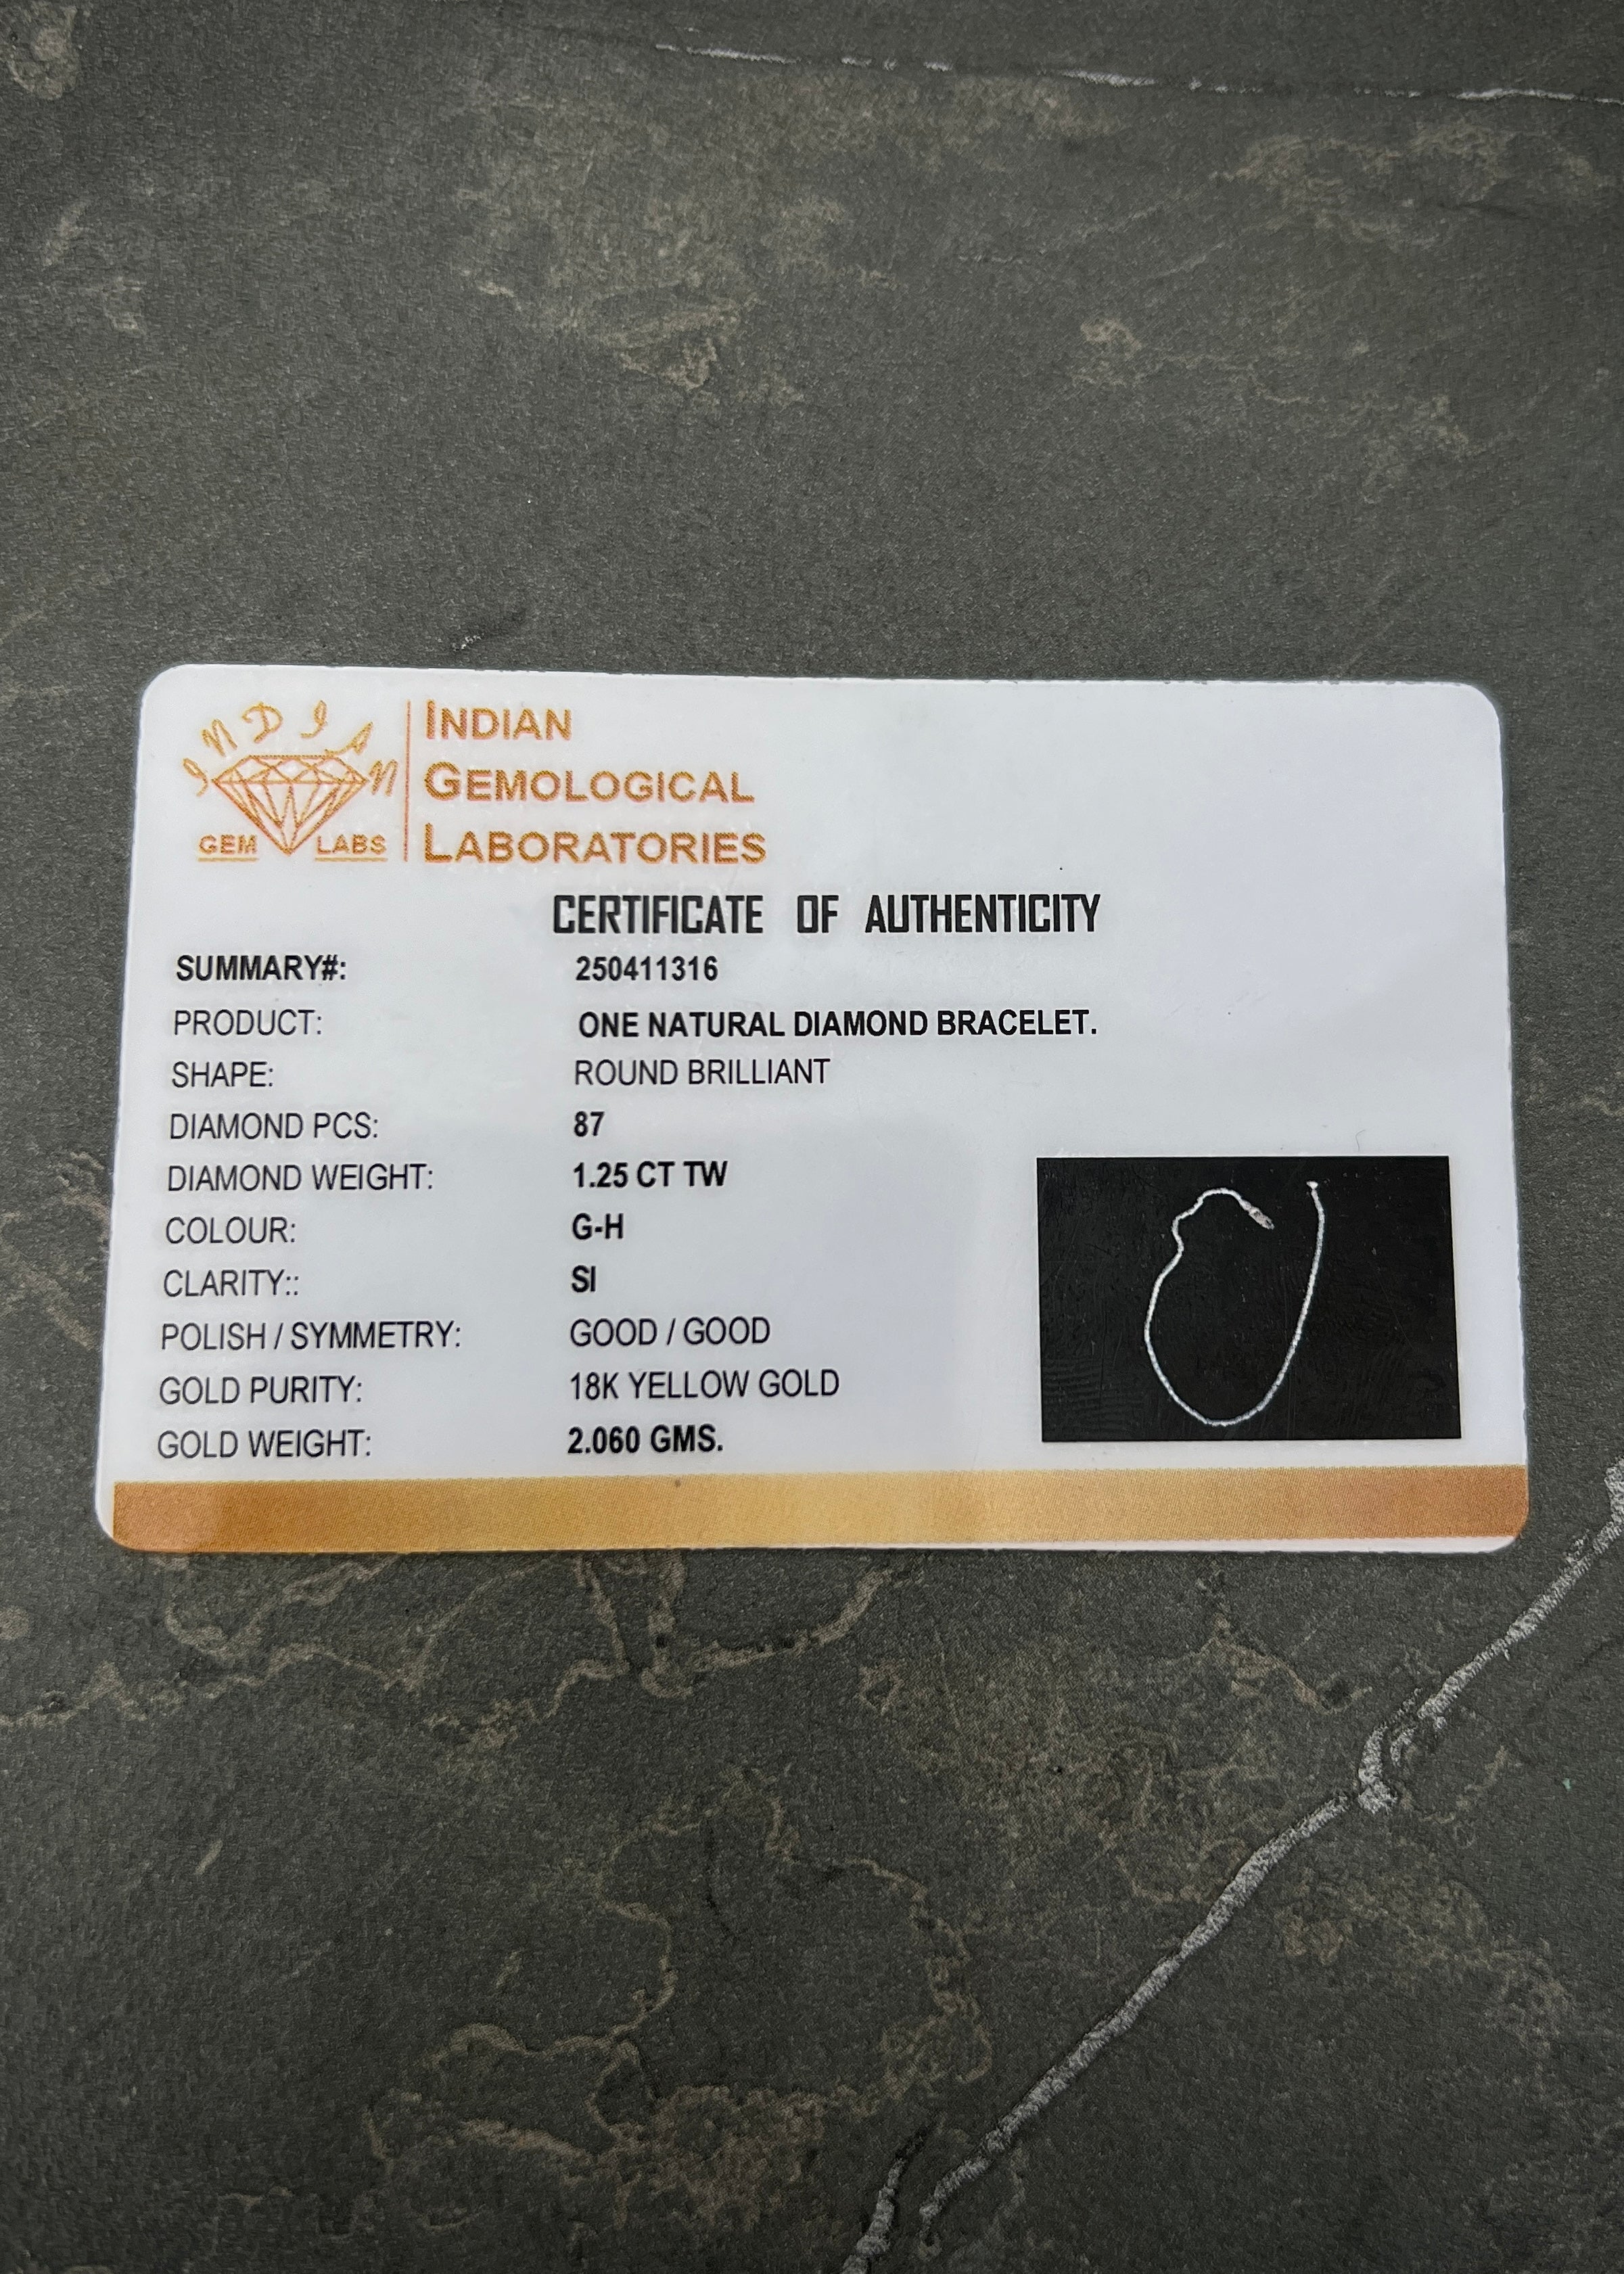 INDIAN
GEM LABS
INDIAN
GEMOLOGICAL
LABORATORIES
CERTIFICATE OF AUTHENTICITY
SUMMARY#: 250411316
PRODUCT: ONE NATURAL DIAMOND BRACELET.
SHAPE: ROUND BRILLIANT
DIAMOND PCS: 87
DIAMOND WEIGHT: 1.25 CT TW
COLOUR: G-H
CLARITY:: SI
POLISH / SYMMETRY: GOOD / GOOD
GOLD PURITY: 18K YELLOW GOLD
GOLD WEIGHT: 2.060 GMS.